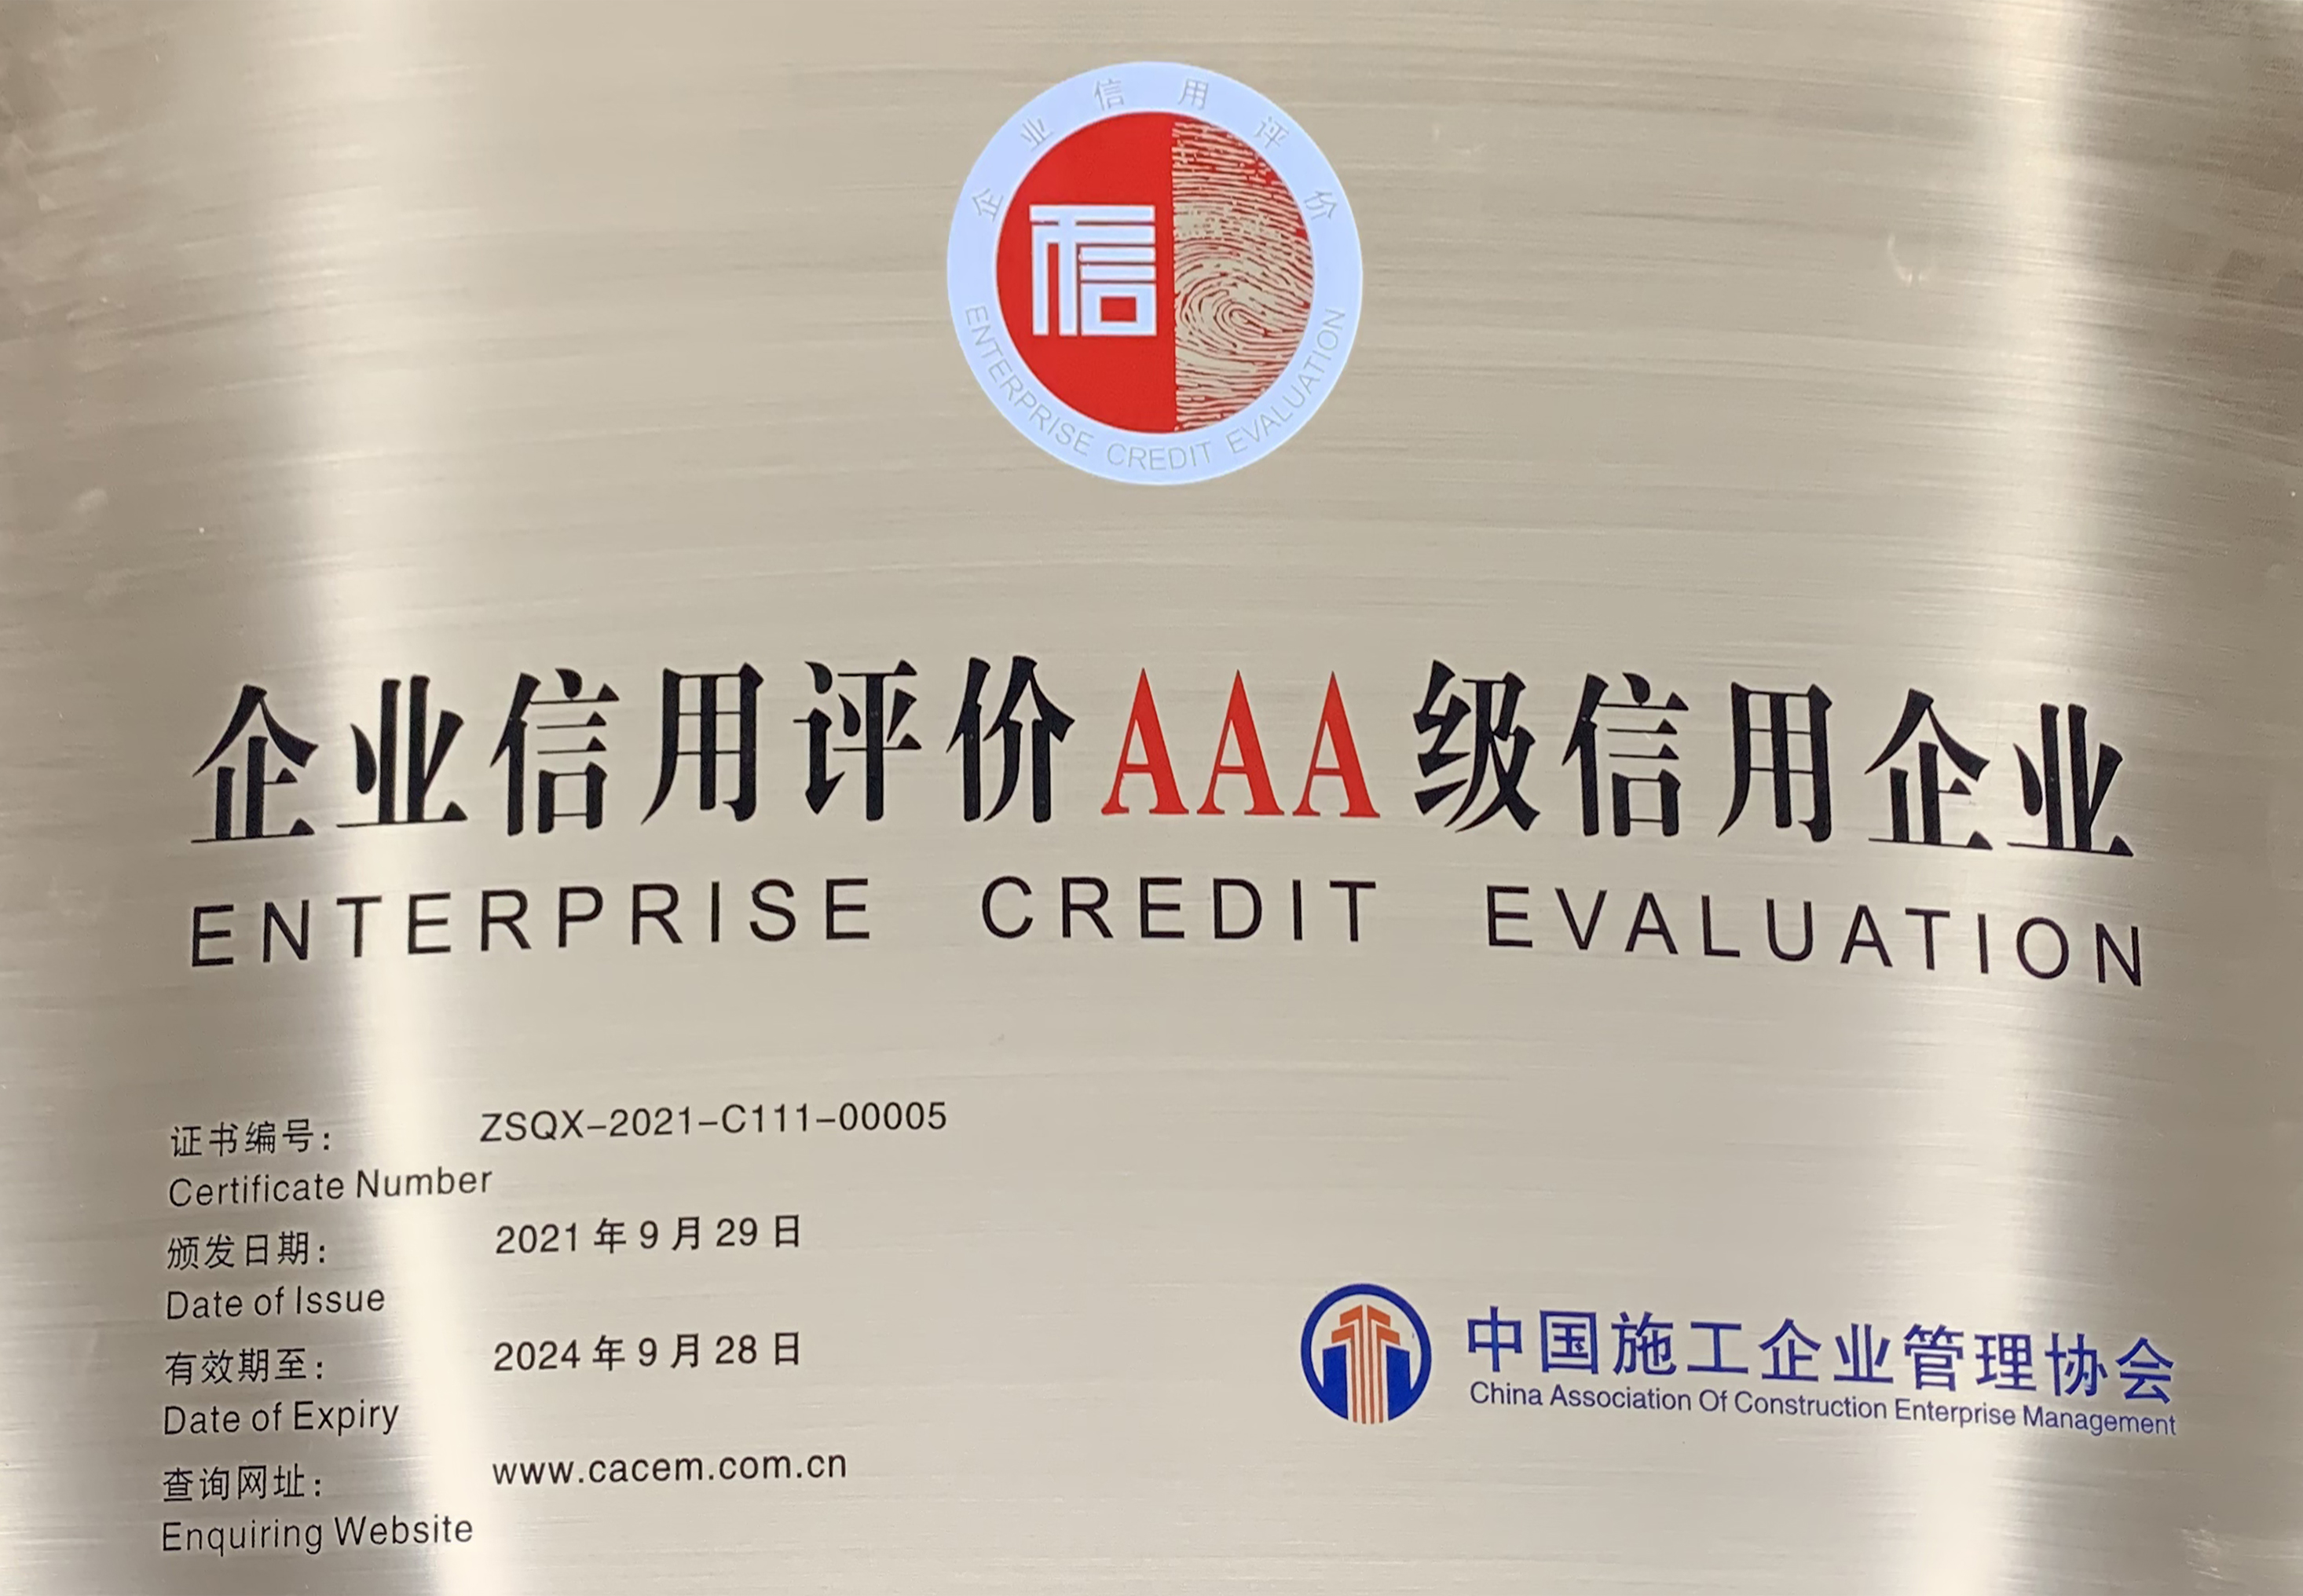 企业信用评价
信
ENTERPRISE CREDIT EVALUATION
企业信用评价AAA级信用企业
ENTERPRISE CREDIT EVALUATION
证书编号: ZSQX-2021-C111-00005
Certificate Number
颁发日期: 2021年9月29日
Date of Issue
有效期至: 2024年9月28日
Date of Expiry
查询网址: www.cacem.com.cn
Enquiring Website
中国施工企业管理协会
China Association Of Construction Enterprise Management